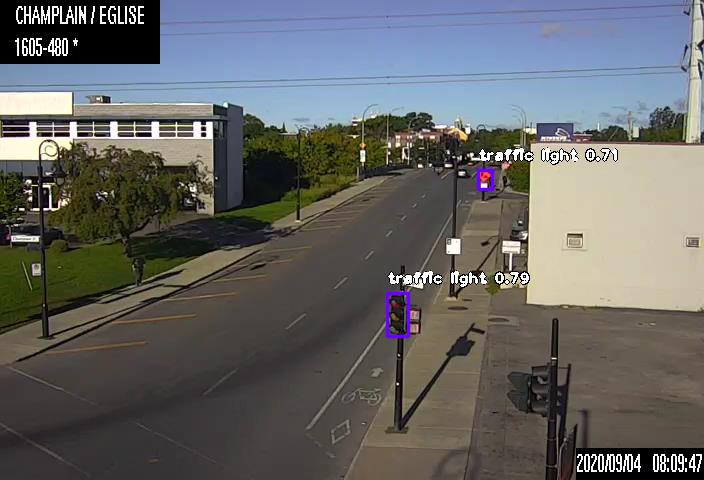 CHAMPLAIN / EGLISE
1605-480 *
traffic light 0.71
traffic light 0.79
2020/09/04 08:09:47